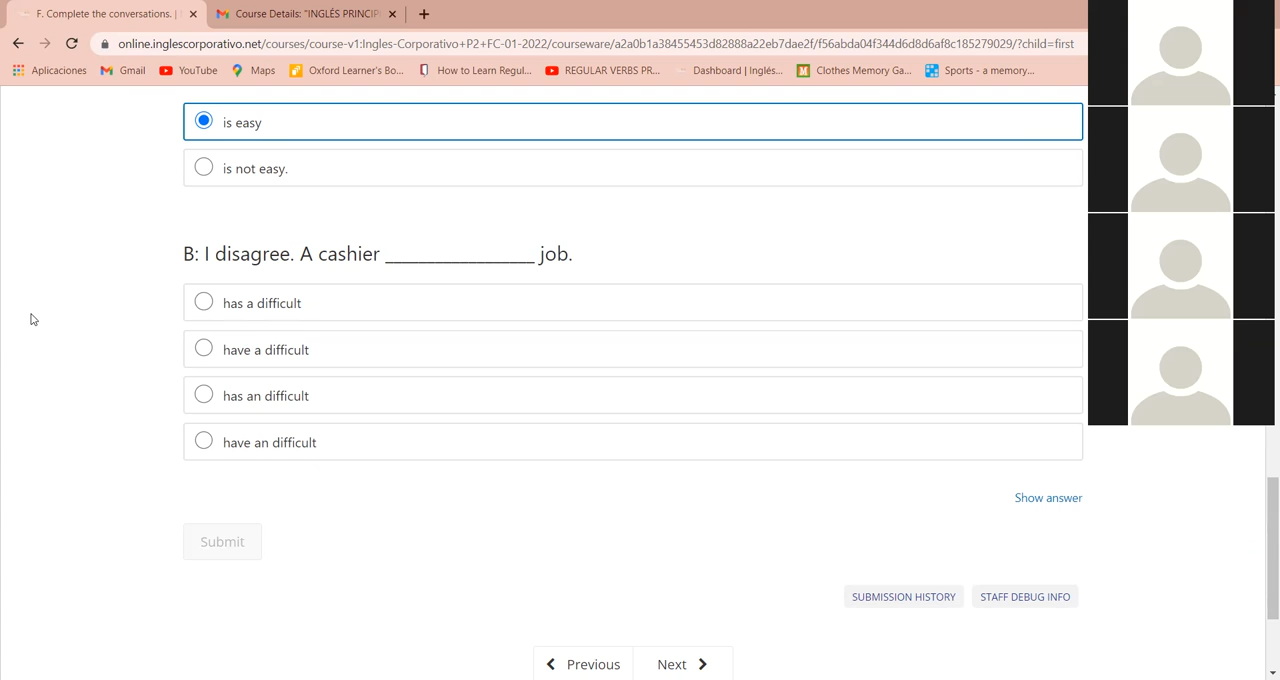 F. Complete the conversations. |
Course Details: "INGLÉS PRINCIPI
online.inglescorporativo.net/courses/course-v1:Ingles-Corporativo+P2+FC-01-2022/courseware/a2a0b1a38455453d82888a22eb7dae2f/f56abda04f344d6d8d6af8c185279029/?child=first
Aplicaciones Gmail YouTube Maps Oxford Learner's Bo... How to Learn Regul... REGULAR VERBS PR... Dashboard | Inglés... Clothes Memory Ga... Sports - a memory...
is easy
is not easy.
B: I disagree. A cashier __________________ job.
has a difficult
have a difficult
has an difficult
have an difficult
Show answer
Submit
SUBMISSION HISTORY STAFF DEBUG INFO
Previous Next